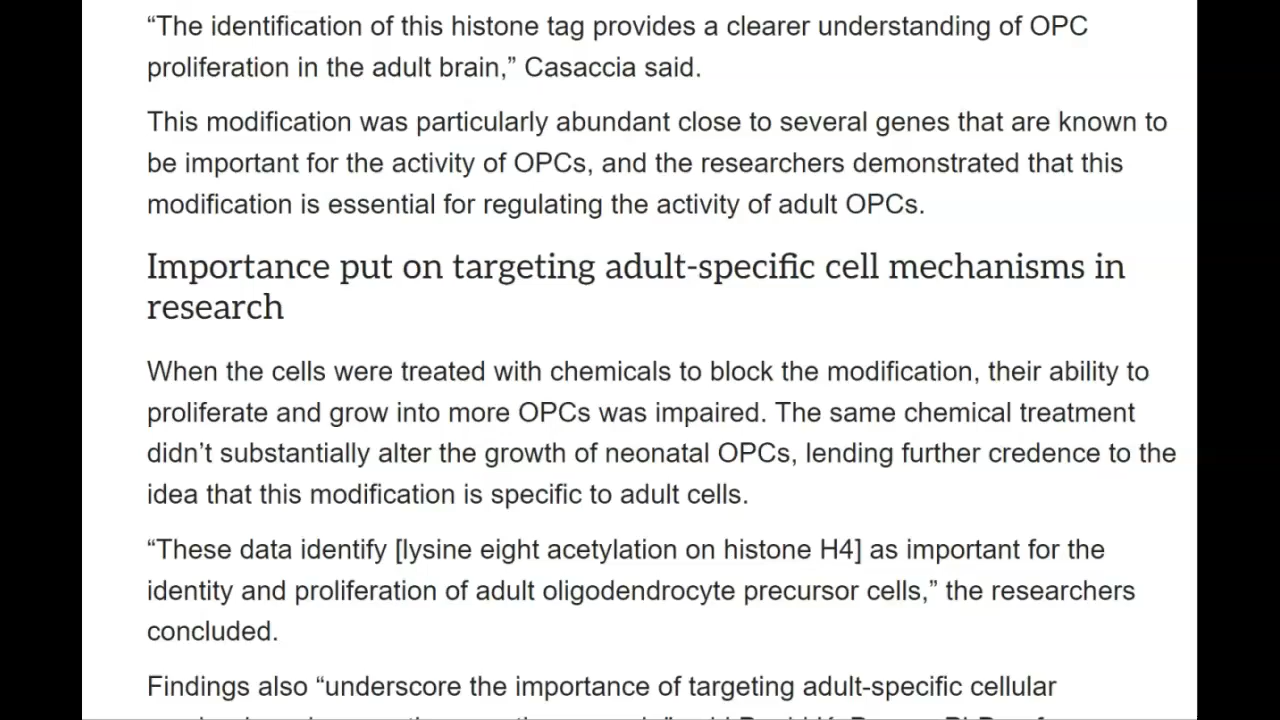 “The identification of this histone tag provides a clearer understanding of OPC
proliferation in the adult brain,” Casaccia said.
This modification was particularly abundant close to several genes that are known to
be important for the activity of OPCs, and the researchers demonstrated that this
modification is essential for regulating the activity of adult OPCs.
Importance put on targeting adult-specific cell mechanisms in
research
When the cells were treated with chemicals to block the modification, their ability to
proliferate and grow into more OPCs was impaired. The same chemical treatment
didn’t substantially alter the growth of neonatal OPCs, lending further credence to the
idea that this modification is specific to adult cells.
“These data identify [lysine eight acetylation on histone H4] as important for the
identity and proliferation of adult oligodendrocyte precursor cells,” the researchers
concluded.
Findings also “underscore the importance of targeting adult-specific cellular